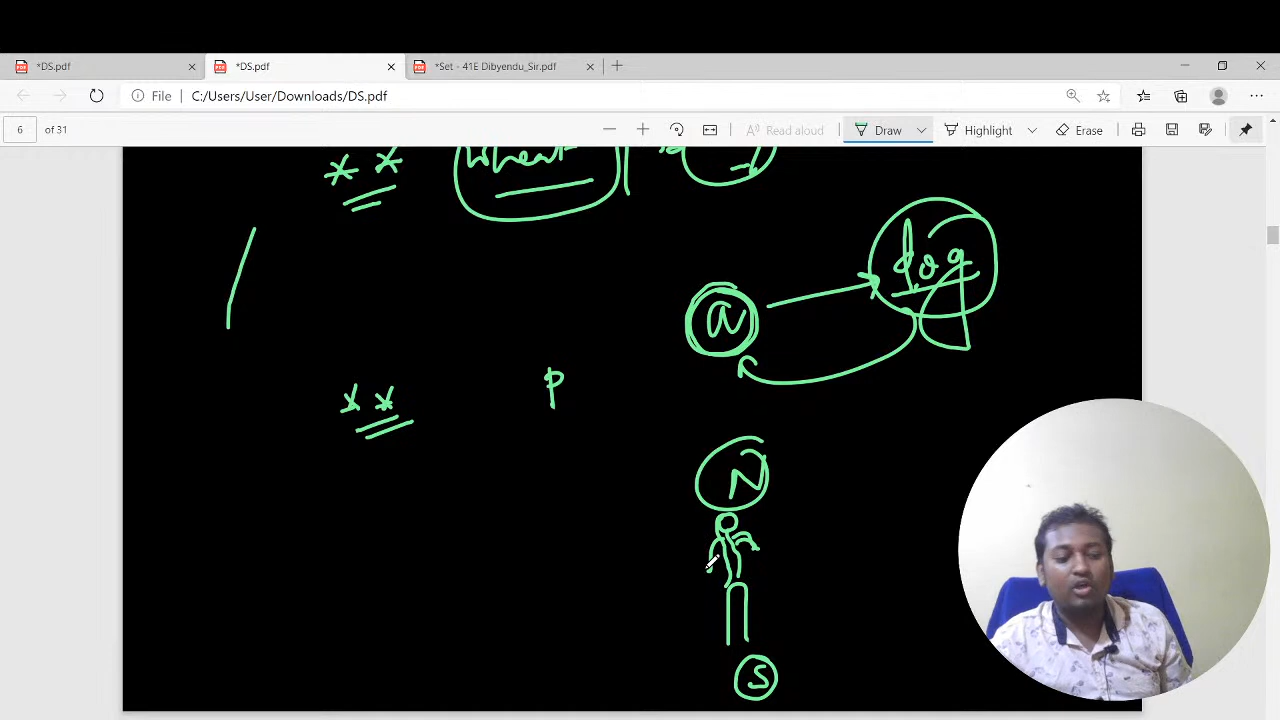 *DS.pdf
*DS.pdf
*Set - 41E Dibyendu_Sir.pdf
File
C:/Users/User/Downloads/DS.pdf
6
of 31
Read aloud
Draw
Highlight
Erase
** wheat
dog
a
** P
N
S